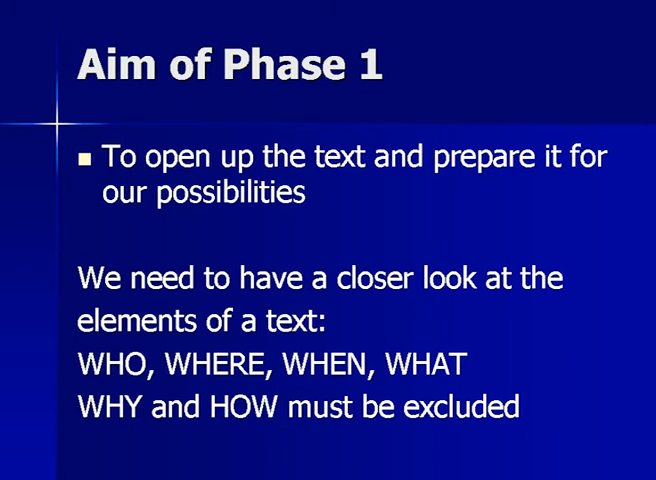 Aim of Phase 1
To open up the text and prepare it for
our possibilities
We need to have a closer look at the
elements of a text:
WHO, WHERE, WHEN, WHAT
WHY and HOW must be excluded